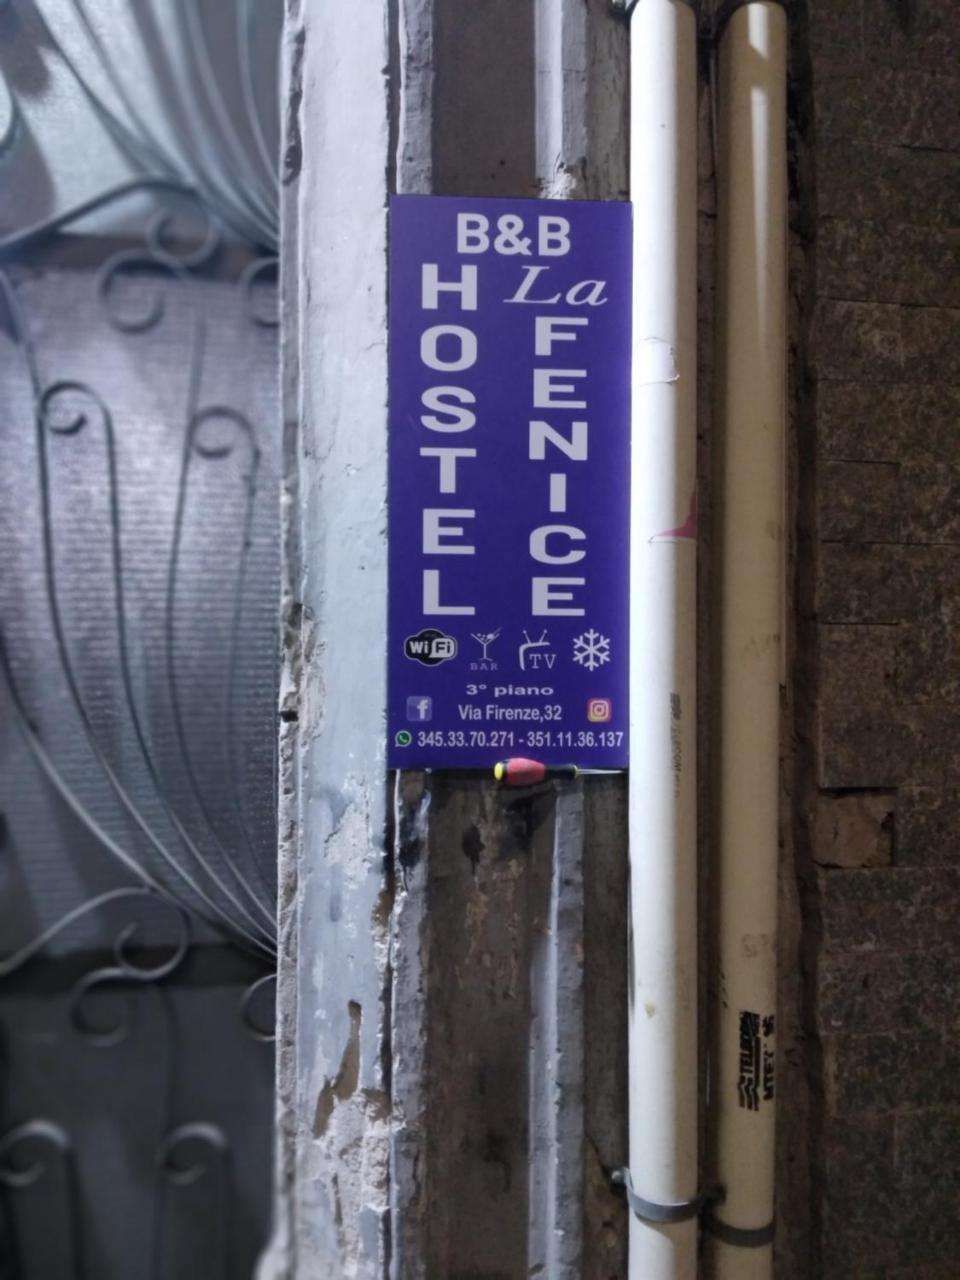 B&B
HOSTEL
La
FENICE
WiFi
BAR
TV
3° piano
Via Firenze,32
345.33.70.271 - 351.11.36.137